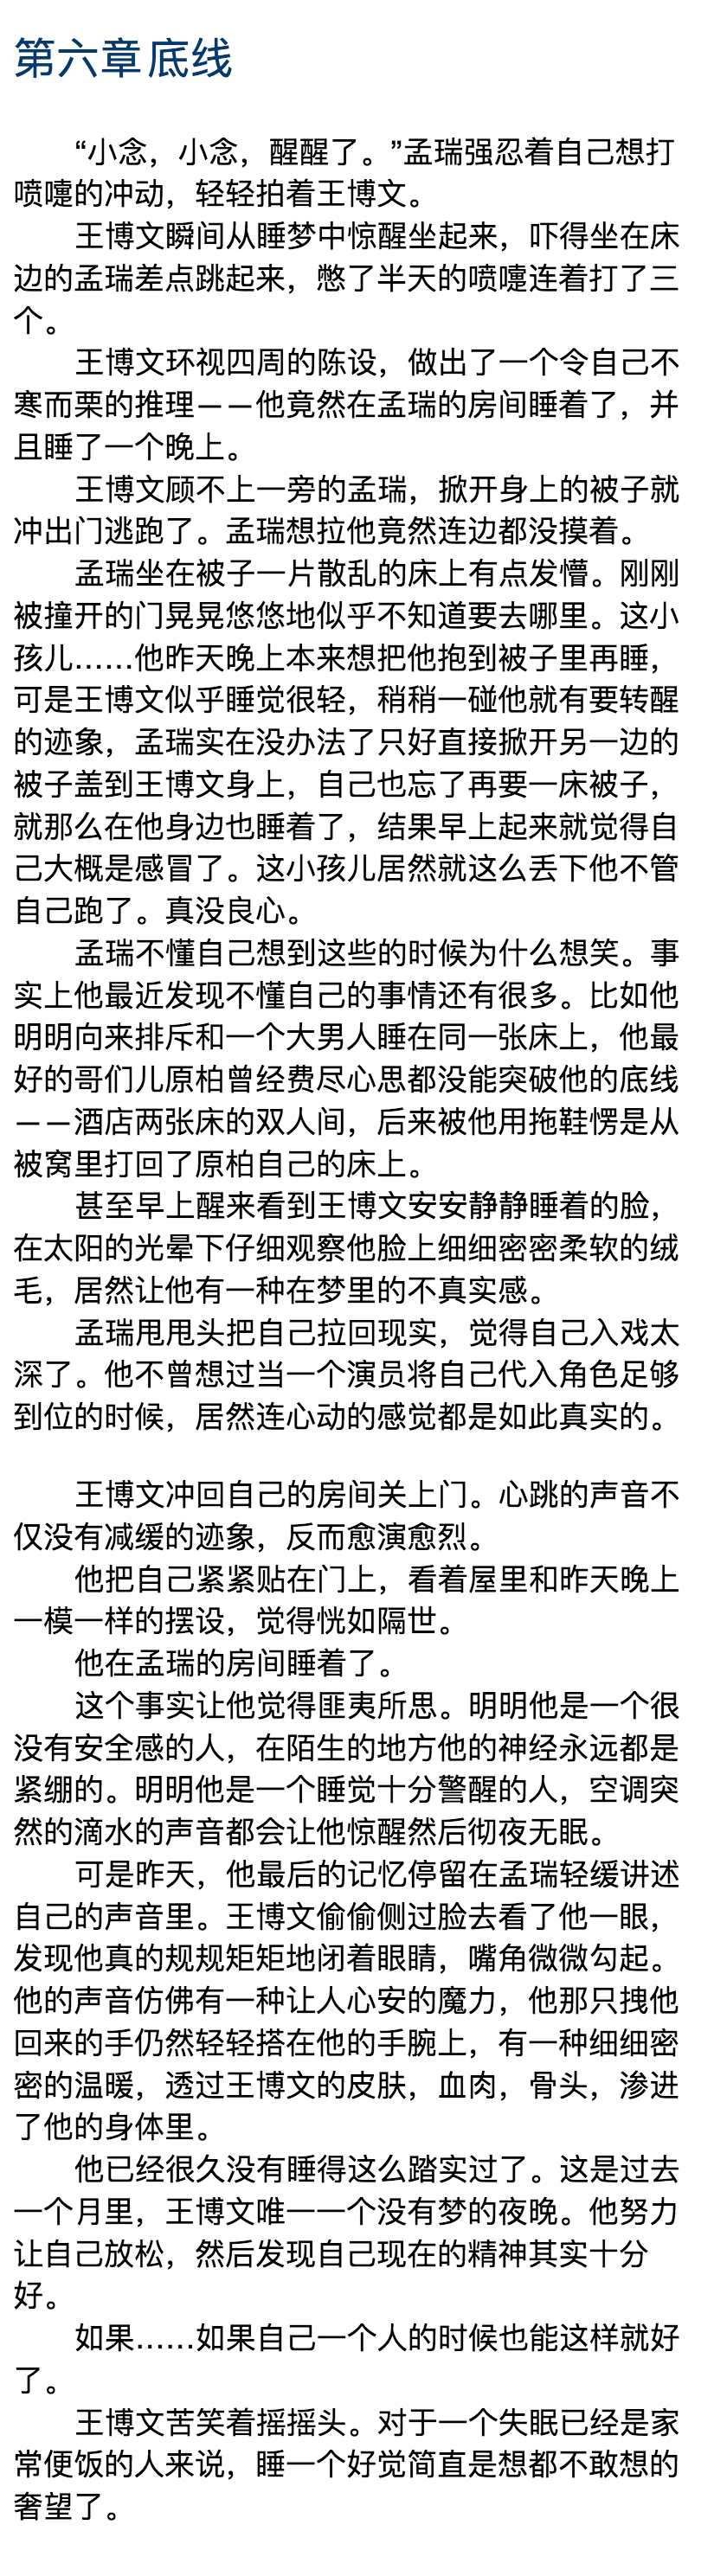 第六章 底线
“小念，小念，醒醒了。”孟瑞强忍着自己想打
喷嚏的冲动，轻轻拍着王博文。
王博文瞬间从睡梦中惊醒坐起来，吓得坐在床
边的孟瑞差点跳起来，憋了半天的喷嚏连着打了三
个。
王博文环视四周的陈设，做出了一个令自己不
寒而栗的推理——他竟然在孟瑞的房间睡着了，并
且睡了一个晚上。
王博文顾不上一旁的孟瑞，掀开身上的被子就
冲出门逃跑了。孟瑞想拉他竟然连边都没摸着。
孟瑞坐在被子一片散乱的床上有点发懵。刚刚
被撞开的门晃晃悠悠地似乎不知道要去哪里。这小
孩儿……他昨天晚上本来想把他抱到被子里再睡，
可是王博文似乎睡觉很轻，稍稍一碰他就有要转醒
的迹象，孟瑞实在没办法了只好直接掀开另一边的
被子盖到王博文身上，自己也忘了再要一床被子，
就那么在他身边也睡着了，结果早上起来就觉得自
己大概是感冒了。这小孩儿居然就这么丢下他不管
自己跑了。真没良心。
孟瑞不懂自己想到这些的时候为什么想笑。事
实上他最近发现不懂自己的事情还有很多。比如他
明明向来排斥和一个大男人睡在同一张床上，他最
好的哥们儿原柏曾经费尽心思都没能突破他的底线
——酒店两张床的双人间，后来被他用拖鞋愣是从
被窝里打回了原柏自己的床上。
甚至早上醒来看到王博文安安静静睡着的脸，
在太阳的光晕下仔细观察他脸上细细密密柔软的绒
毛，居然让他有一种在梦里的不真实感。
孟瑞甩甩头把自己拉回现实，觉得自己入戏太
深了。他不曾想过当一个演员将自己代入角色足够
到位的时候，居然连心动的感觉都是如此真实的。
王博文冲回自己的房间关上门。心跳的声音不
仅没有减缓的迹象，反而愈演愈烈。
他把自己紧紧贴在门上，看着屋里和昨天晚上
一模一样的摆设，觉得恍如隔世。
他在孟瑞的房间睡着了。
这个事实让他觉得匪夷所思。明明他是一个很
没有安全感的人，在陌生的地方他的神经永远都是
紧绷的。明明他是一个睡觉十分警醒的人，空调突
然的滴水的声音都会让他惊醒然后彻夜无眠。
可是昨天，他最后的记忆停留在孟瑞轻缓讲述
自己的声音里。王博文偷偷侧过脸去看了他一眼，
发现他真的规规矩矩地闭着眼睛，嘴角微微勾起。
他的声音仿佛有一种让人心安的魔力，他那只拽他
回来的手仍然轻轻搭在他的手腕上，有一种细细密
密的温暖，透过王博文的皮肤，血肉，骨头，渗进
了他的身体里。
他已经很久没有睡得这么踏实过了。这是过去
一个月里，王博文唯一一个没有梦的夜晚。他努力
让自己放松，然后发现自己现在的精神其实十分
好。
如果……如果自己一个人的时候也能这样就好
了。
王博文苦笑着摇摇头。对于一个失眠已经是家
常便饭的人来说，睡一个好觉简直是想都不敢想的
奢望了。